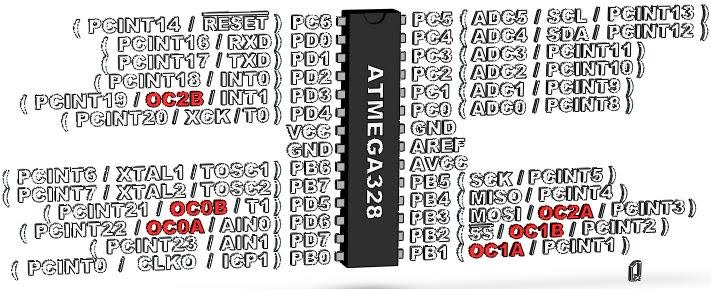 ( PCINT14 / RESET ) PC6
( PCINT16 / RXD ) PD0
( PCINT17 / TXD ) PD1
( PCINT18 / INT0 ) PD2
( PCINT19 / OC2B / INT1 ) PD3
( PCINT20 / XCK / T0 ) PD4
VCC
GND
( PCINT6 / XTAL1 / TOSC1 ) PB6
( PCINT7 / XTAL2 / TOSC2 ) PB7
( PCINT21 / OC0B / T1 ) PD5
( PCINT22 / OC0A / AIN0 ) PD6
( PCINT23 / AIN1 ) PD7
( PCINT0 / CLKO / ICP1 ) PB0
ATMEGA328
PC5 ( ADC5 / SCL / PCINT13 )
PC4 ( ADC4 / SDA / PCINT12 )
PC3 ( ADC3 / PCINT11 )
PC2 ( ADC2 / PCINT10 )
PC1 ( ADC1 / PCINT9 )
PC0 ( ADC0 / PCINT8 )
GND
AREF
AVCC
PB5 ( SCK / PCINT5 )
PB4 ( MISO / PCINT4 )
PB3 ( MOSI / OC2A / PCINT3 )
PB2 ( SS / OC1B / PCINT2 )
PB1 ( OC1A / PCINT1 )